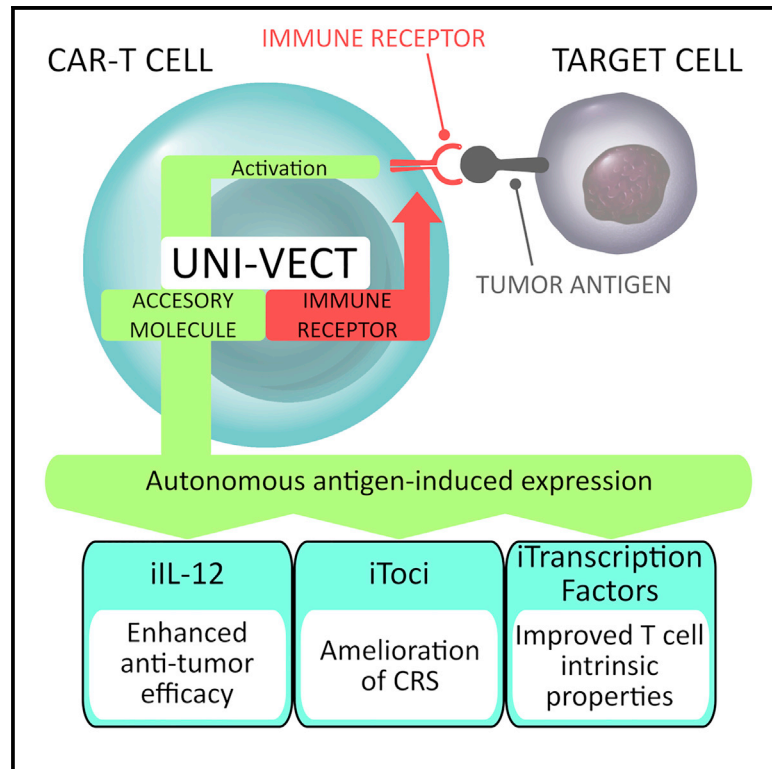 IMMUNE RECEPTOR
CAR-T CELL
TARGET CELL
Activation
UNI-VECT
TUMOR ANTIGEN
ACCESORY
MOLECULE
IMMUNE
RECEPTOR
Autonomous antigen-induced expression
iIL-12
Enhanced
anti-tumor
efficacy
iToci
Amelioration
of CRS
iTranscription
Factors
Improved T cell
intrinsic
properties